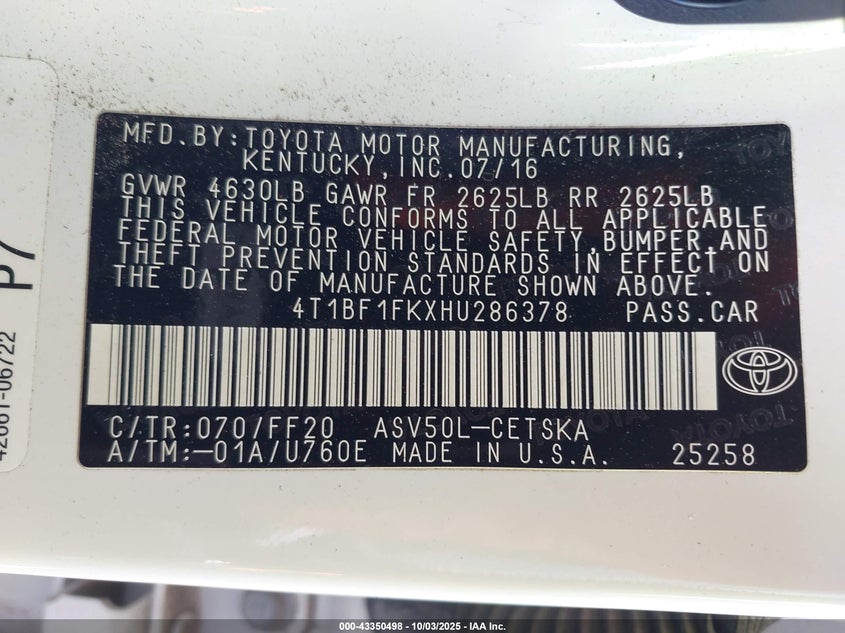 MFD.BY:TOYOTA MOTOR MANUFACTURING,
KENTUCKY,INC.07/16
GVWR 4630LB GAWR FR 2625LB RR 2625LB
THIS VEHICLE CONFORMS TO ALL APPLICABLE
FEDERAL MOTOR VEHICLE SAFETY,BUMPER,AND
THEFT PREVENTION STANDARDS IN EFFECT ON
THE DATE OF MANUFACTURE SHOWN ABOVE.
4T1BF1FKXHU286378 PASS.CAR
C/TR:070/FF20 ASV50L-CETSKA
A/TM:-01A/U760E MADE IN U.S.A. 25258
P7
42661-06722
000-43350498 - 10/03/2025 - IAA Inc.